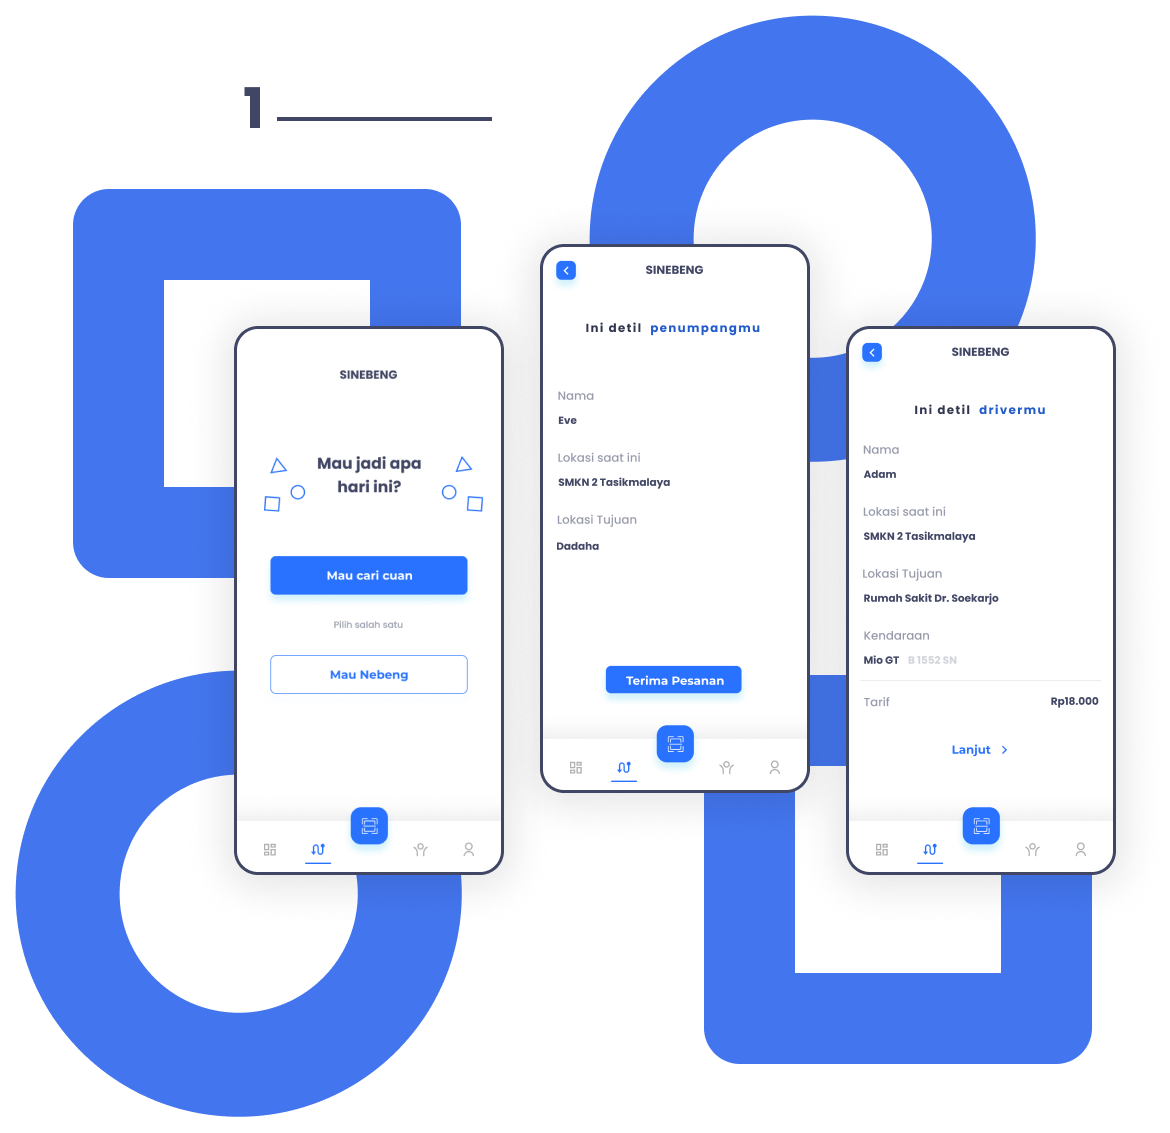 1
SINEBENG
Mau jadi apa
hari ini?
Mau cari cuan
Pilih salah satu
Mau Nebeng
SINEBENG
Ini detil penumpangmu
Nama
Eve
Lokasi saat ini
SMKN 2 Tasikmalaya
Lokasi Tujuan
Dadaha
Terima Pesanan
SINEBENG
Ini detil drivermu
Nama
Adam
Lokasi saat ini
SMKN 2 Tasikmalaya
Lokasi Tujuan
Rumah Sakit Dr. Soekarjo
Kendaraan
Mio GT B 1552 SN
Tarif Rp18.000
Lanjut